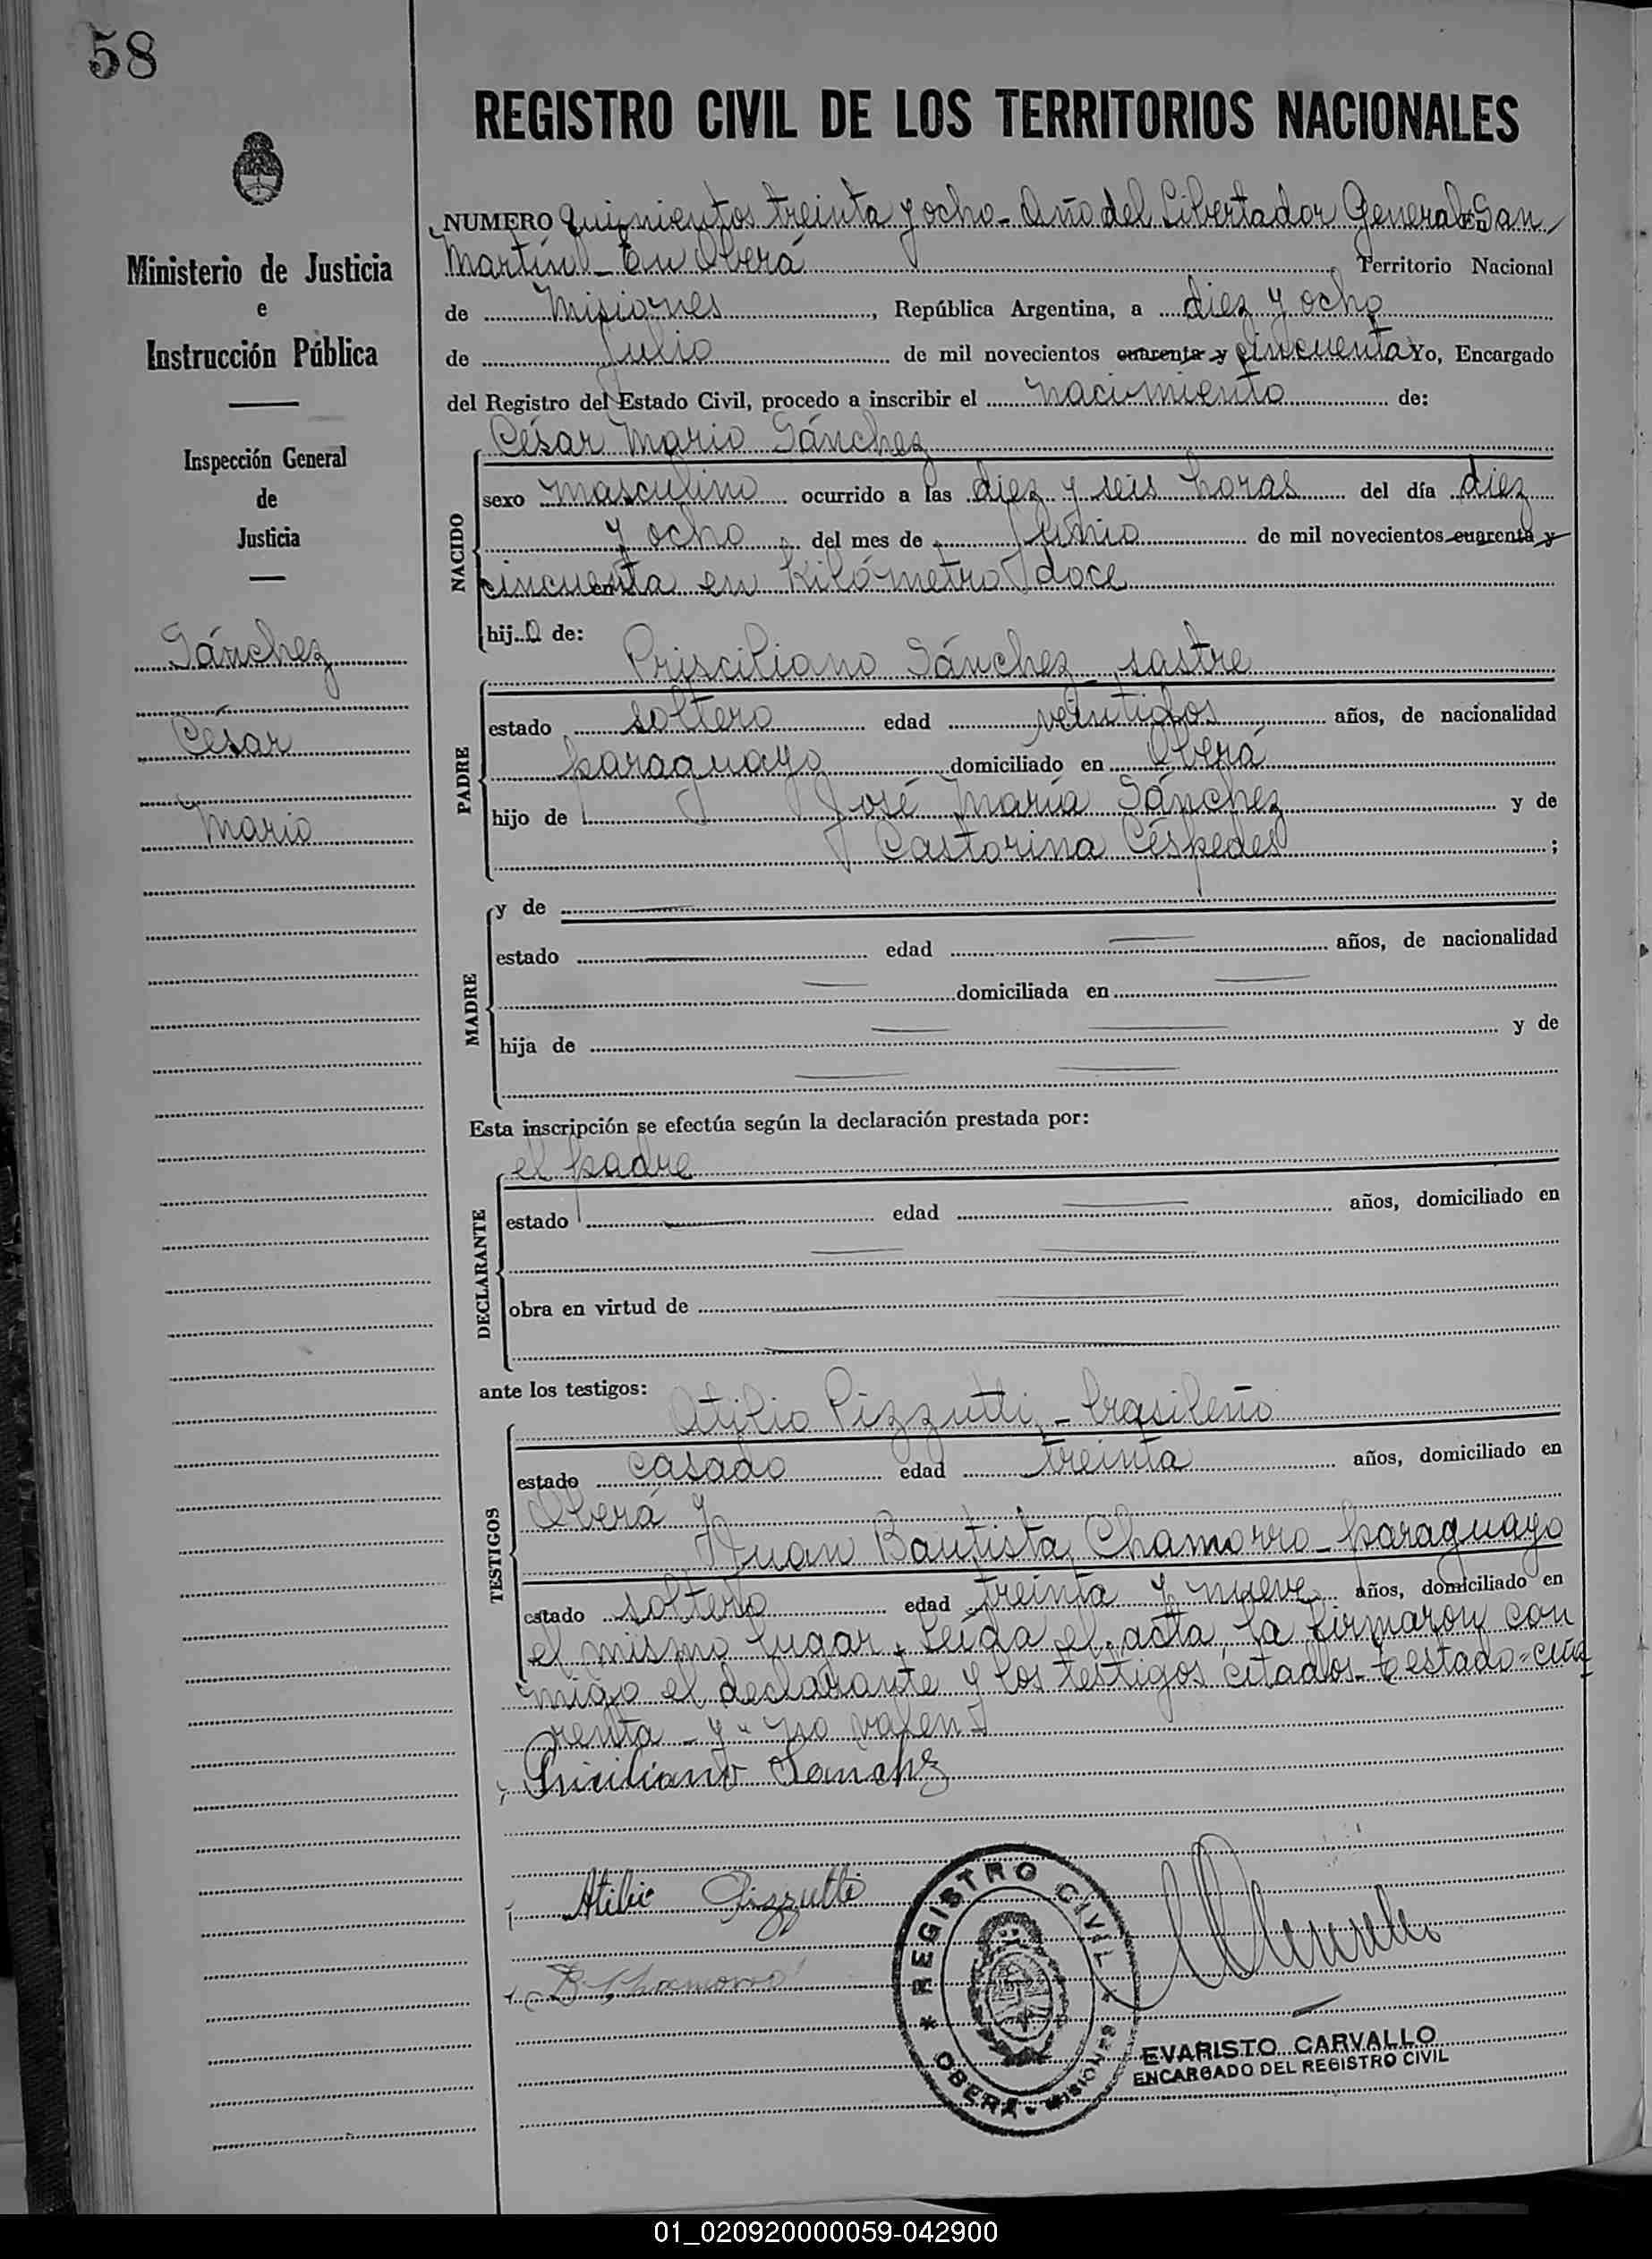 58
REGISTRO CIVIL DE LOS TERRITORIOS NACIONALES
Ministerio de Justicia
e
Instrucción Pública
Inspección General
de
Justicia
Sánchez
César
Mario
NUMERO quinientos treinta y ocho - Año del Libertador General San
Martín - En Oberá Territorio Nacional
de Misiones, República Argentina, a diez y ocho
de Julio de mil novecientos cuarenta y cincuenta Yo, Encargado
del Registro del Estado Civil, procedo a inscribir el nacimiento de:
César Mario Sánchez
NACIDO
sexo masculino ocurrido a las diez y seis horas del día diez
y ocho del mes de Junio de mil novecientos cuarenta y
cincuenta en Kilómetro doce
hijo de:
Prisciliano Sánchez - sastre
PADRE
estado soltero edad veintidos años, de nacionalidad
paraguayo domiciliado en Oberá
hijo de José María Sánchez y de
Castorina Céspedes;
MADRE
y de
estado edad años, de nacionalidad
domiciliada en
hija de y de
Esta inscripción se efectúa según la declaración prestada por:
el padre
DECLARANTE
estado edad años, domiciliado en
obra en virtud de
ante los testigos:
Atilio Pizzutti - brasileño
TESTIGOS
estado casado edad treinta años, domiciliado en
Oberá y
Juan Bautista Chamorro - paraguayo
estado soltero edad treinta y nueve años, domiciliado en
el mismo lugar. Leída el acta, la firmaron con
migo el declarante y los testigos citados - estado = cua
renta - y " no valen -
Prisiliano Sanchez
Atilio Pizzutti
B Chamorro
REGISTRO CIVIL
* OBERÁ - MISIONES *
EVARISTO CARVALLO
ENCARGADO DEL REGISTRO CIVIL
01_020920000059-042900